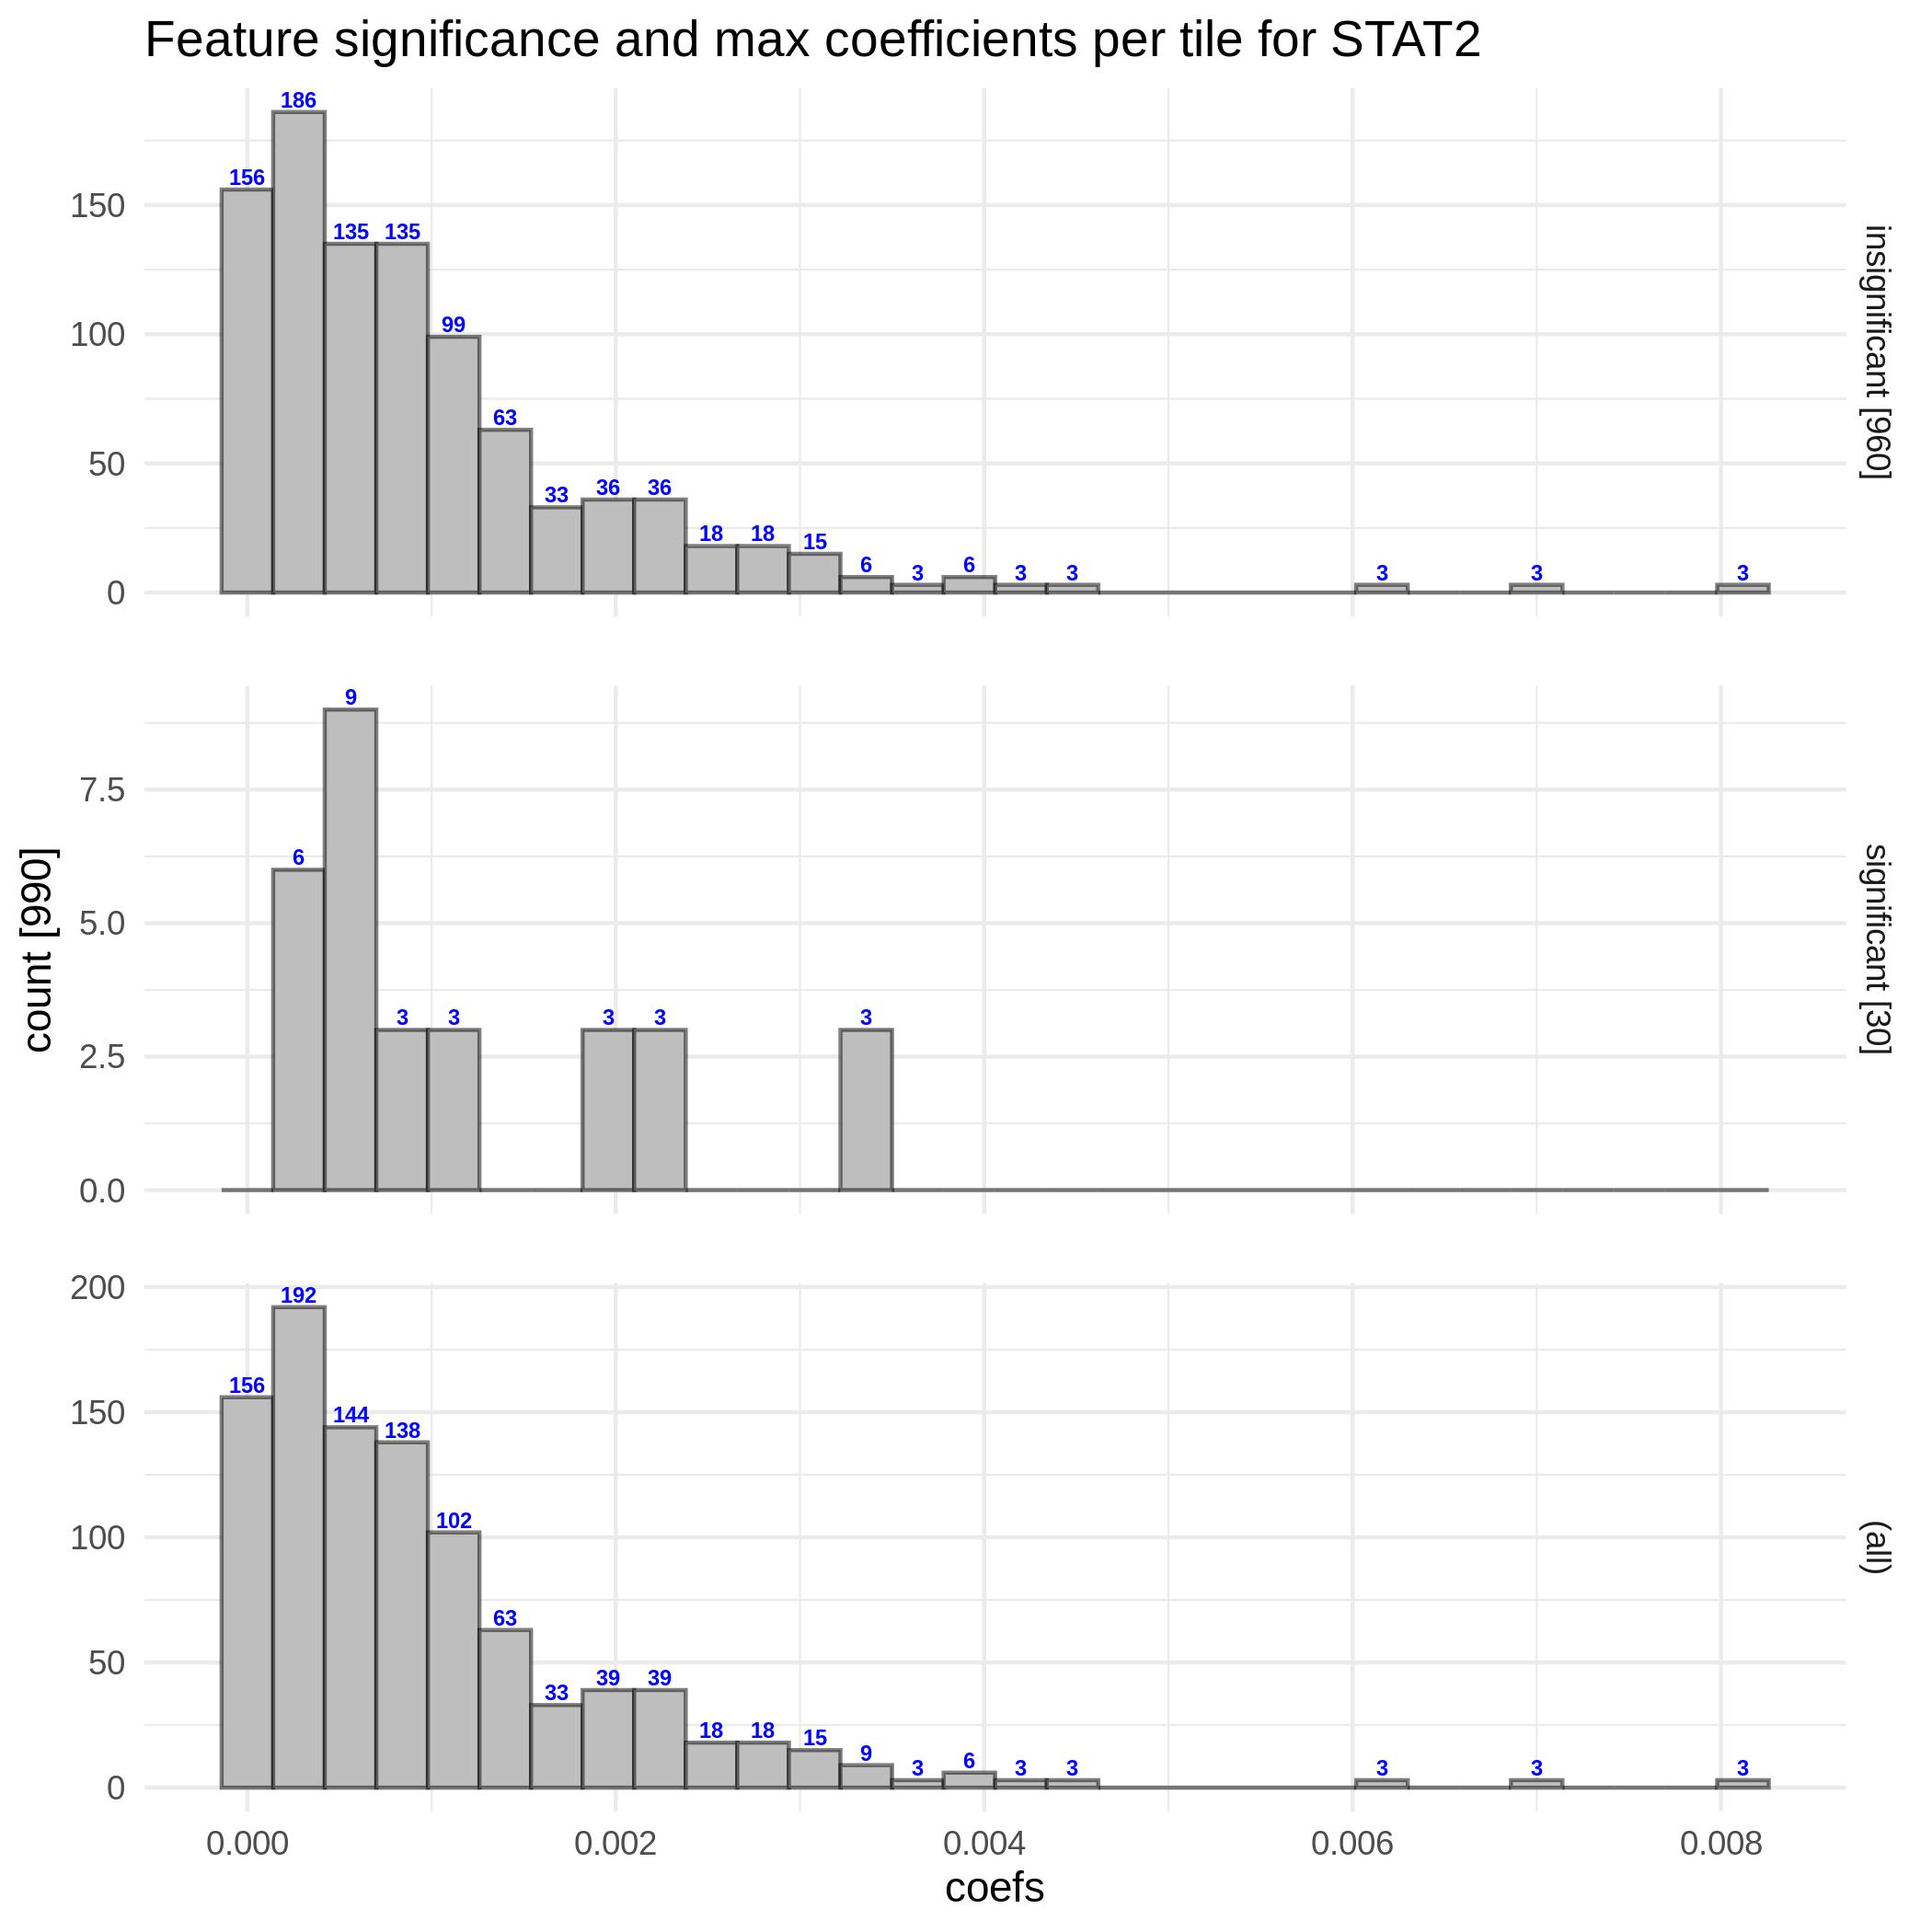 Feature significance and max coefficients per tile for STAT2
186
156
135 135
99
63
33 36 36
18 18 15
6 3 6 3 3 3 3 3
150
100
50
0
insignificant [960]
9
6
3 3 3 3 3
7.5
5.0
2.5
0.0
count [990]
significant [30]
200
192
156
144 138
102
63
33 39 39
18 18 15
9 3 6 3 3 3 3 3
150
100
50
0
(all)
0.000 0.002 0.004 0.006 0.008
coefs